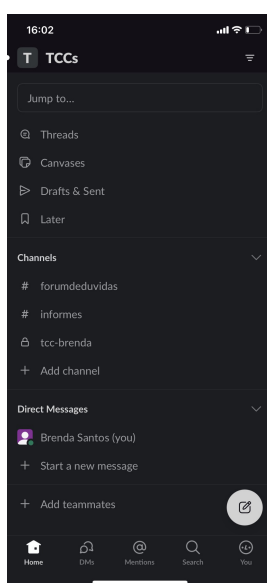 16:02
T TCCs
Jump to...
Threads
Canvases
Drafts & Sent
Later
Channels
# forumdeduvidas
# informes
tcc-brenda
+ Add channel
Direct Messages
Brenda Santos (you)
+ Start a new message
+ Add teammates
Home DMs Mentions Search You